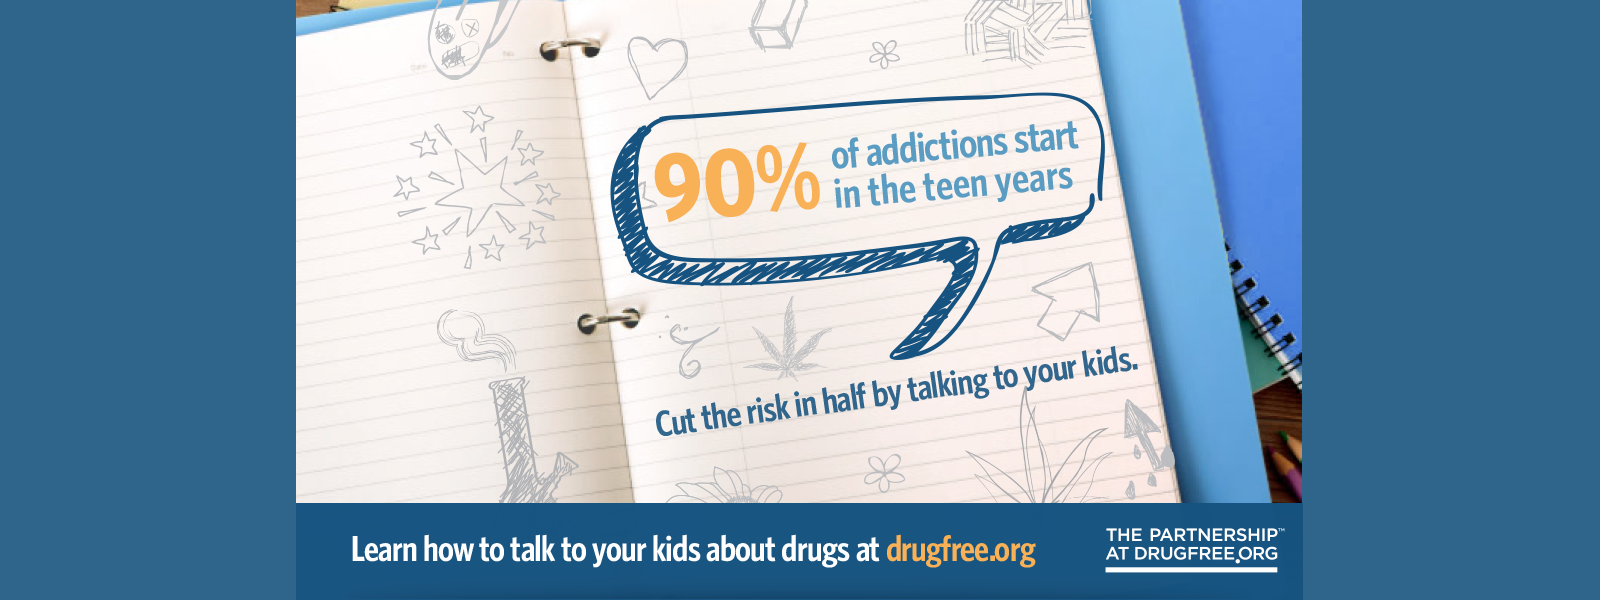 90%
of addictions start
in the teen years
Cut the risk in half by talking to your kids.
Learn how to talk to your kids about drugs at drugfree.org
THE PARTNERSHIP™
AT DRUGFREE.ORG